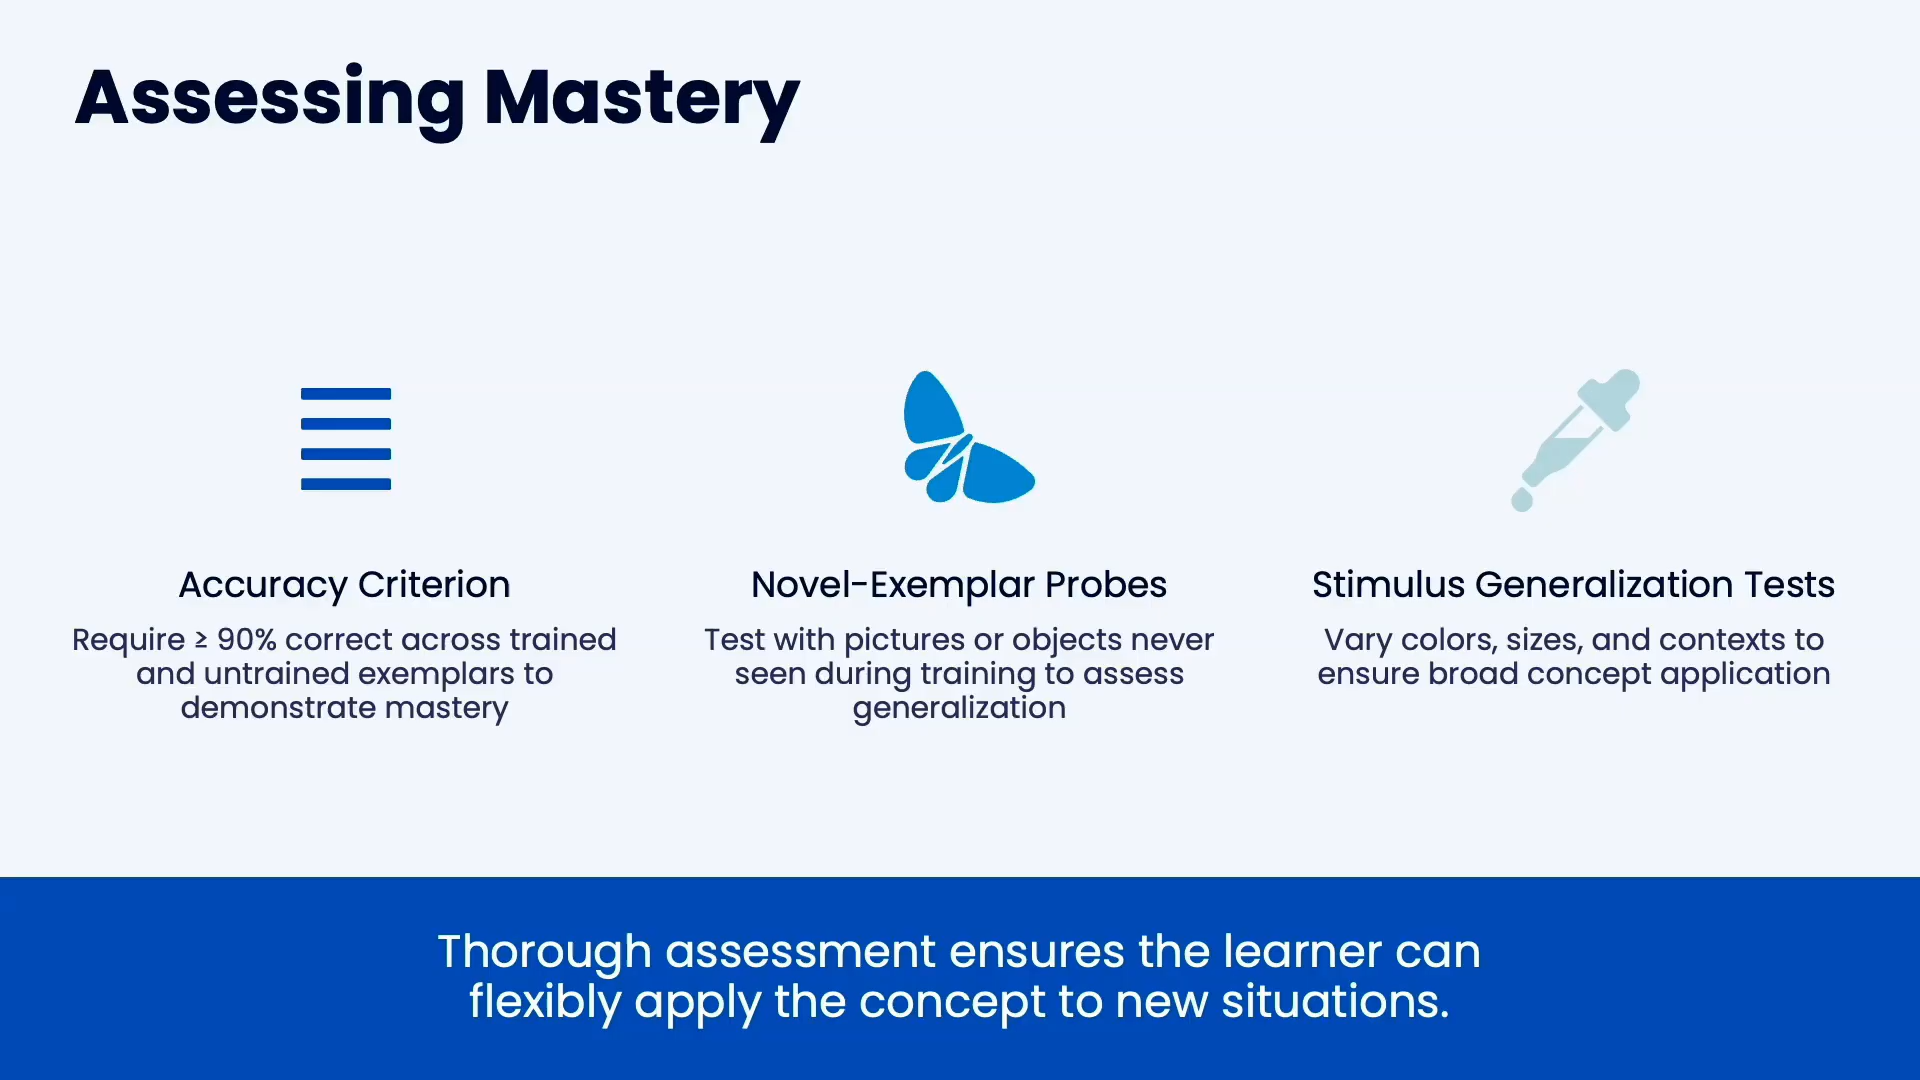 Assessing Mastery
Accuracy Criterion
Require ≥ 90% correct across trained
and untrained exemplars to
demonstrate mastery
Novel-Exemplar Probes
Test with pictures or objects never
seen during training to assess
generalization
Stimulus Generalization Tests
Vary colors, sizes, and contexts to
ensure broad concept application
Thorough assessment ensures the learner can
flexibly apply the concept to new situations.